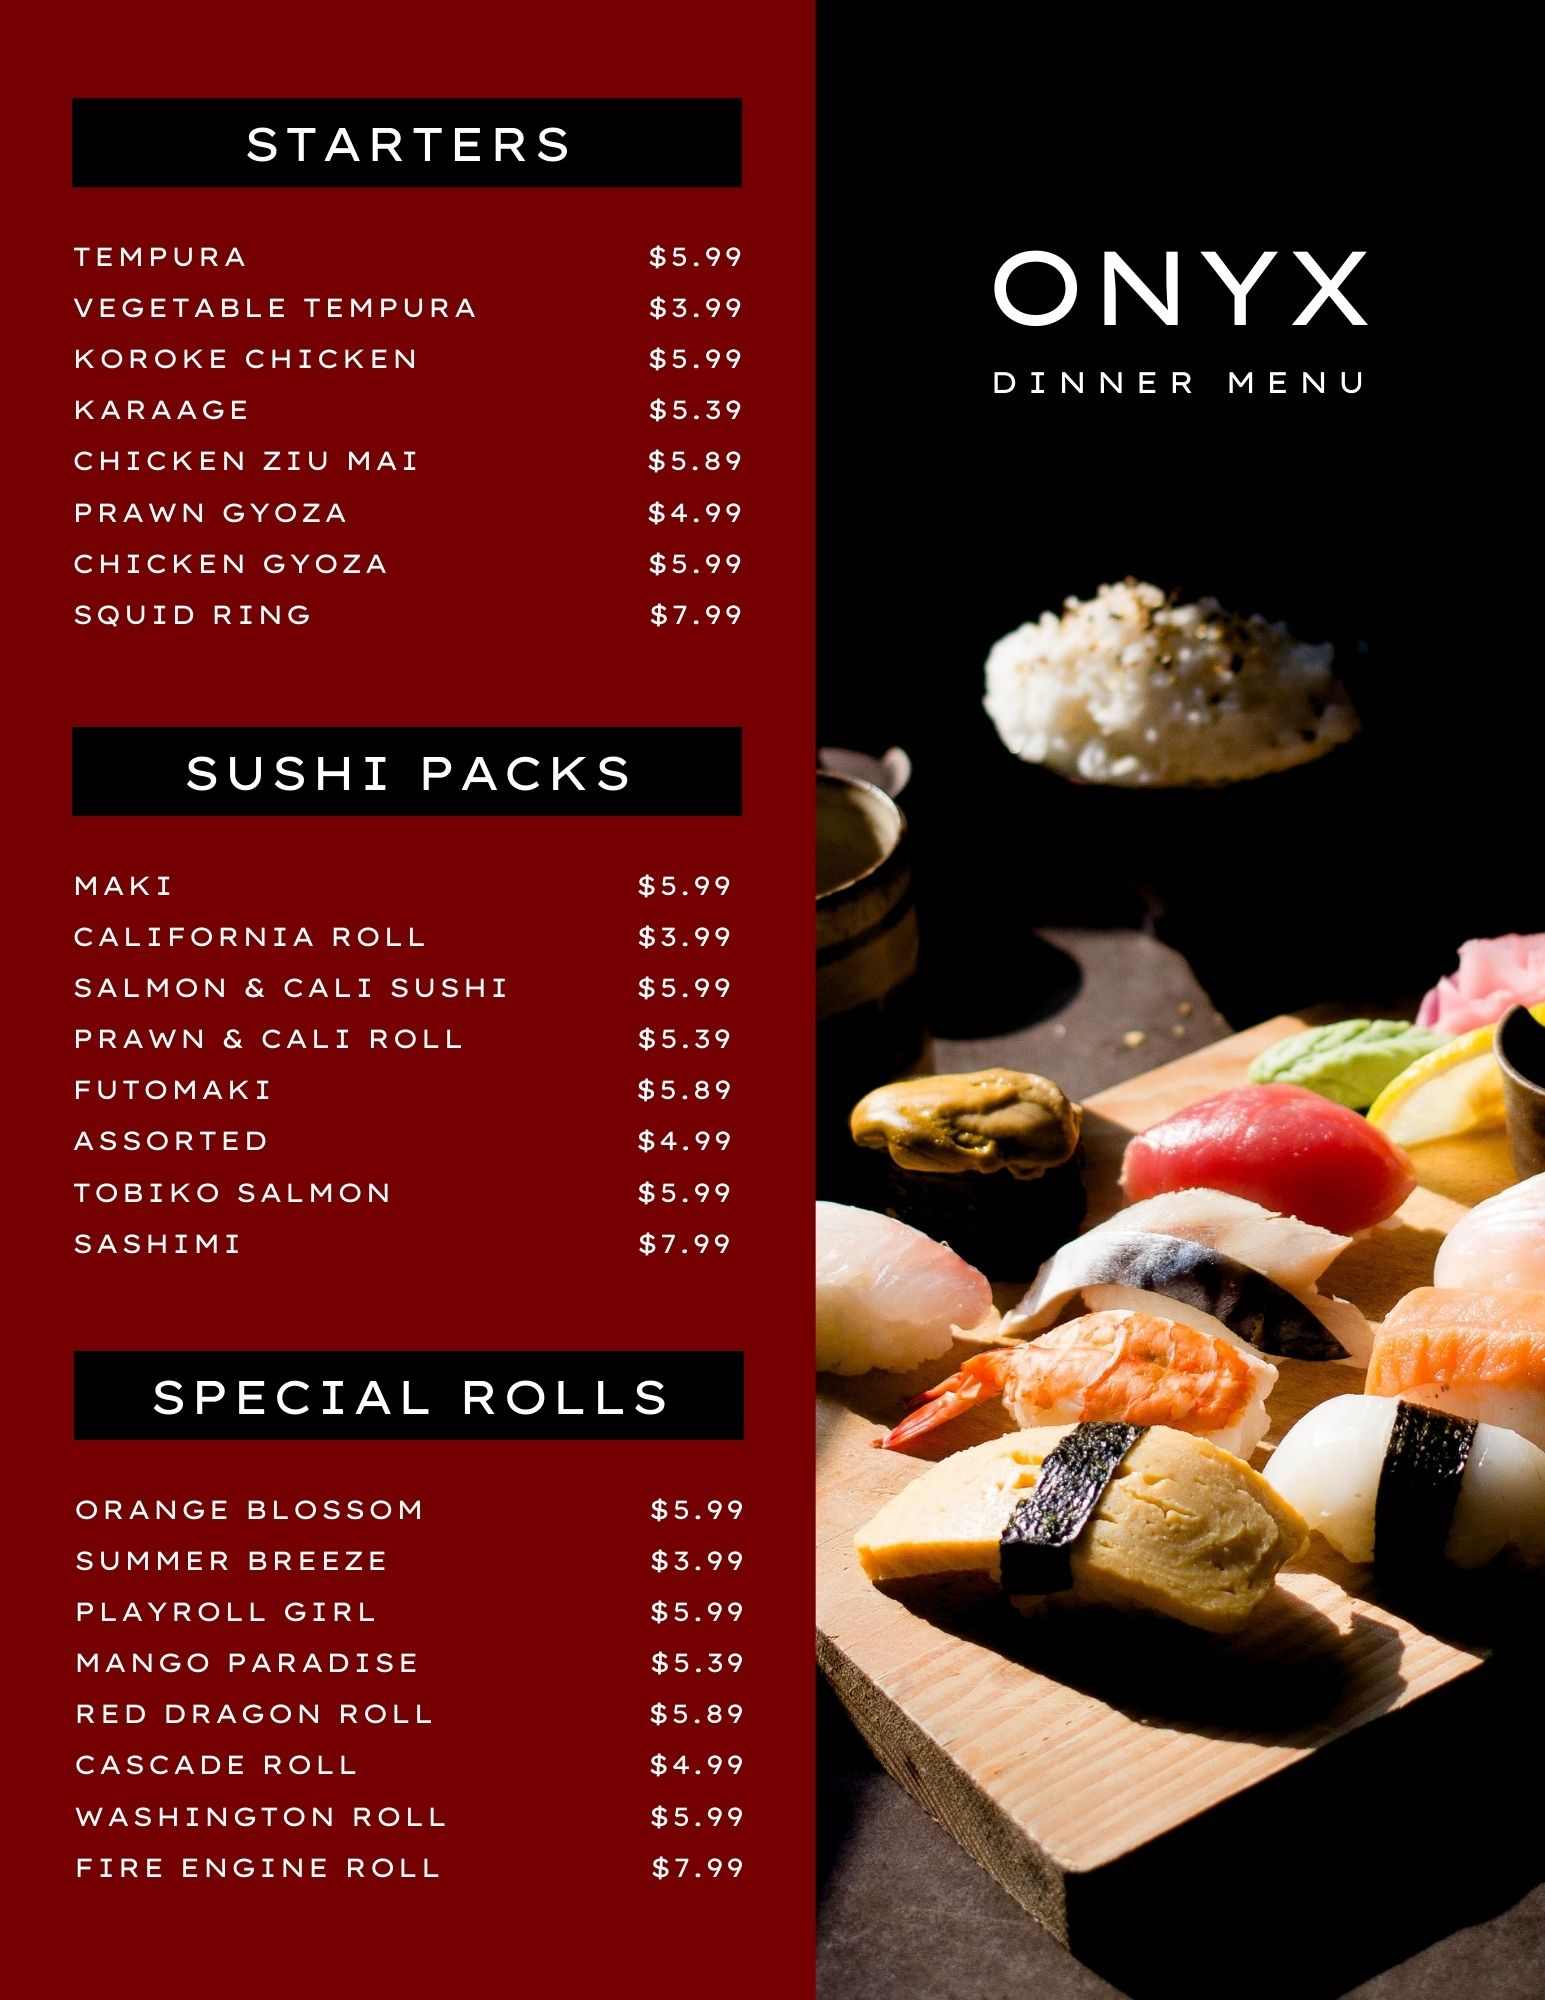 STARTERS
TEMPURA $5.99
VEGETABLE TEMPURA $3.99
KOROKE CHICKEN $5.99
KARAAGE $5.39
CHICKEN ZIU MAI $5.89
PRAWN GYOZA $4.99
CHICKEN GYOZA $5.99
SQUID RING $7.99
SUSHI PACKS
MAKI $5.99
CALIFORNIA ROLL $3.99
SALMON & CALI SUSHI $5.99
PRAWN & CALI ROLL $5.39
FUTOMAKI $5.89
ASSORTED $4.99
TOBIKO SALMON $5.99
SASHIMI $7.99
SPECIAL ROLLS
ORANGE BLOSSOM $5.99
SUMMER BREEZE $3.99
PLAYROLL GIRL $5.99
MANGO PARADISE $5.39
RED DRAGON ROLL $5.89
CASCADE ROLL $4.99
WASHINGTON ROLL $5.99
FIRE ENGINE ROLL $7.99
ONYX
DINNER MENU